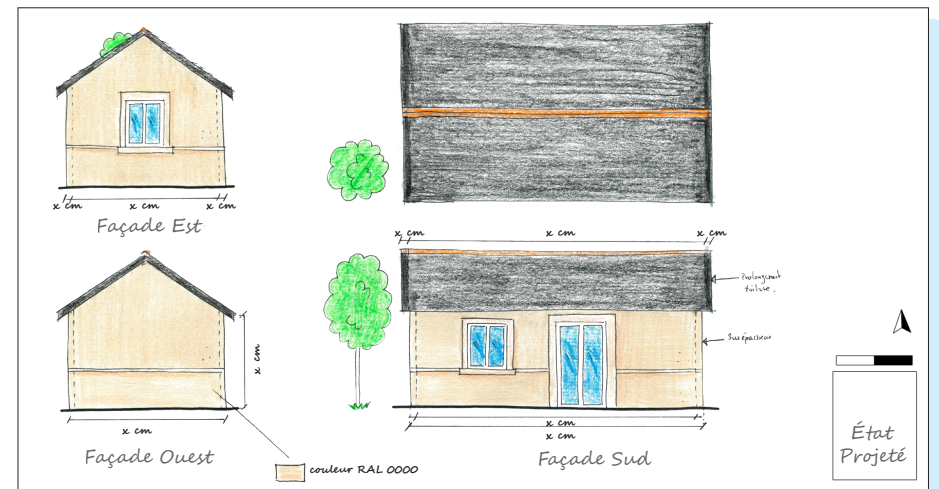 x cm x cm x cm
Façade Est
x cm x cm x cm
Prolongement
toiture.
Surépaisseur
x cm
x cm
Façade Ouest
couleur RAL 0000
x cm
x cm
Façade Sud
État
Projeté